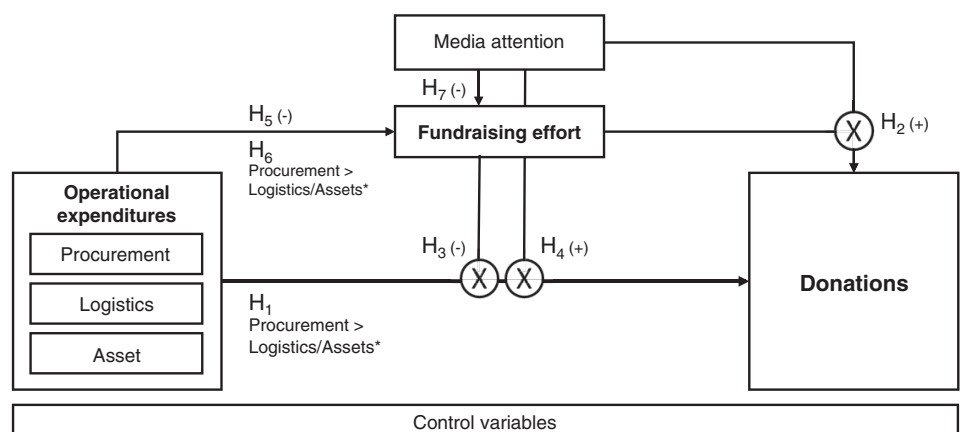 Media attention
H7 (-)
Fundraising effort
H5 (-)
H6
Procurement >
Logistics/Assets*
X
H2 (+)
Operational
expenditures
Procurement
Logistics
Asset
H3 (-)
H4 (+)
X
X
H1
Procurement >
Logistics/Assets*
Donations
Control variables